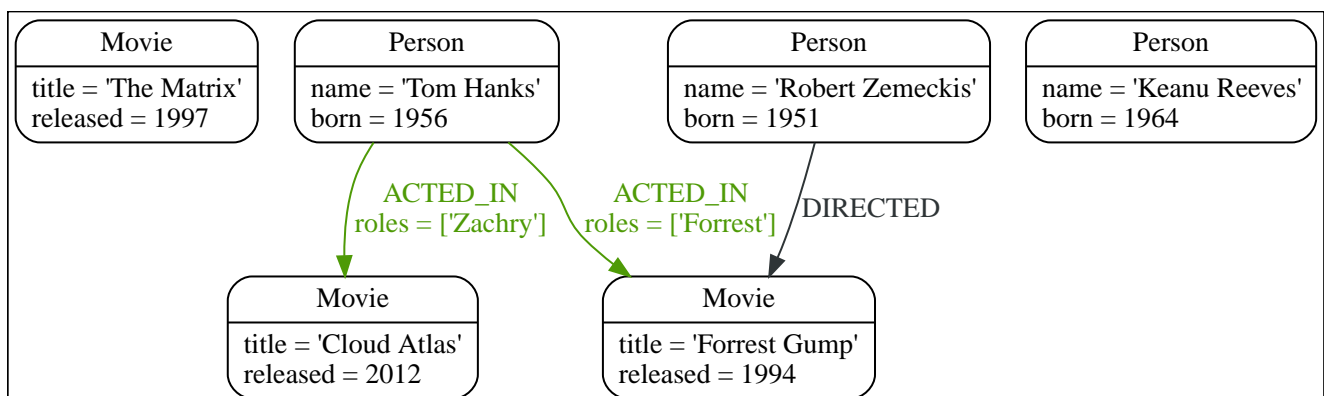 Movie
title = 'The Matrix'
released = 1997
Person
name = 'Tom Hanks'
born = 1956
Person
name = 'Robert Zemeckis'
born = 1951
Person
name = 'Keanu Reeves'
born = 1964
ACTED_IN
roles = ['Zachry']
ACTED_IN
roles = ['Forrest']
DIRECTED
Movie
title = 'Cloud Atlas'
released = 2012
Movie
title = 'Forrest Gump'
released = 1994